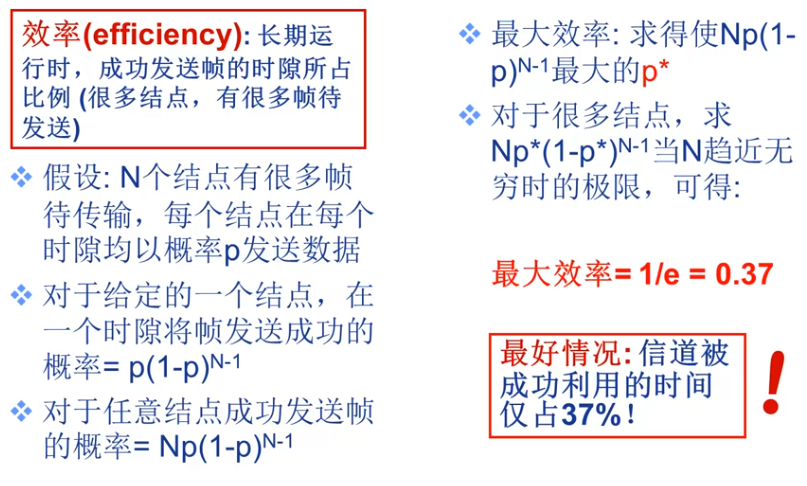 效率(efficiency): 长期运
行时，成功发送帧的时隙所占
比例 (很多结点，有很多帧待
发送)
假设: N个结点有很多帧
待传输，每个结点在每个
时隙均以概率p发送数据
对于给定的一个结点，在
一个时隙将帧发送成功的
概率= p(1-p)ᴺ⁻¹
对于任意结点成功发送帧
的概率= Np(1-p)ᴺ⁻¹
最大效率: 求得使Np(1-
p)ᴺ⁻¹最大的p*
对于很多结点，求
Np*(1-p*)ᴺ⁻¹当N趋近无
穷时的极限，可得:
最大效率= 1/e = 0.37
最好情况: 信道被
成功利用的时间
仅占37%！
!